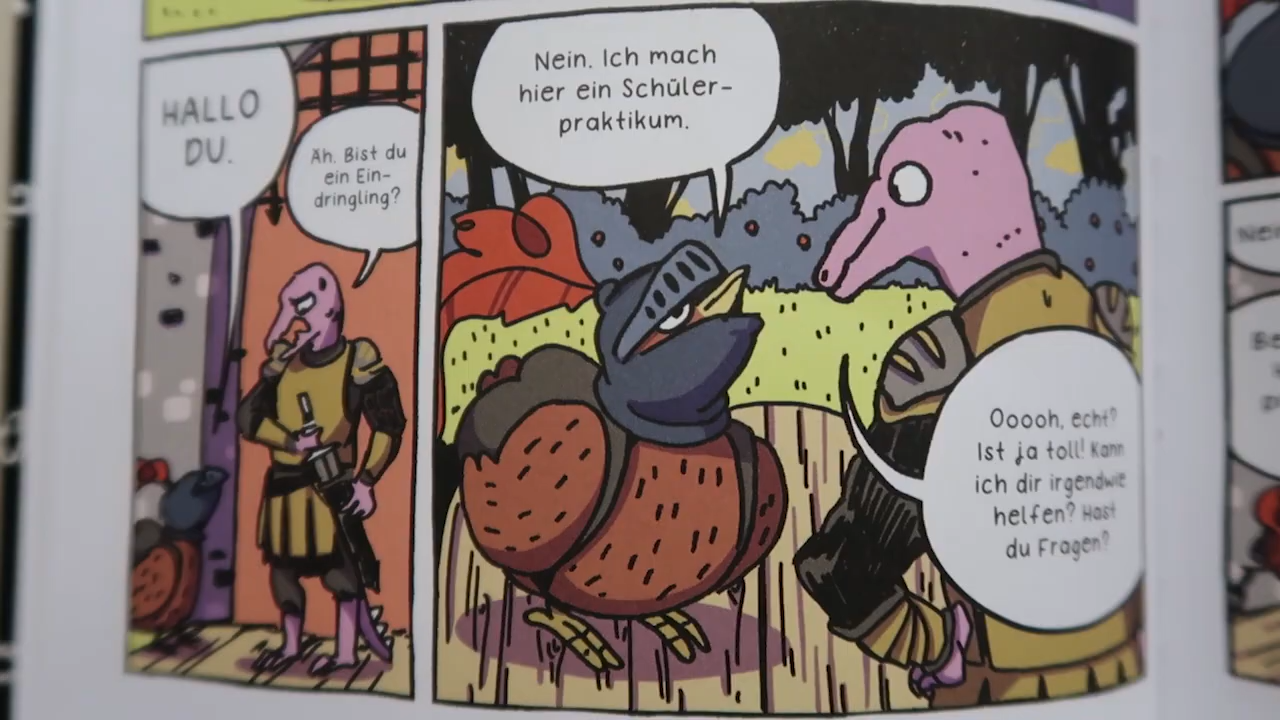 HALLO
DU.
Äh. Bist du
ein Ein-
dringling?
Nein. Ich mach
hier ein Schüler-
praktikum.
Ooooh, echt?
Ist ja toll! Kann
ich dir irgendwie
helfen? Hast
du Fragen?